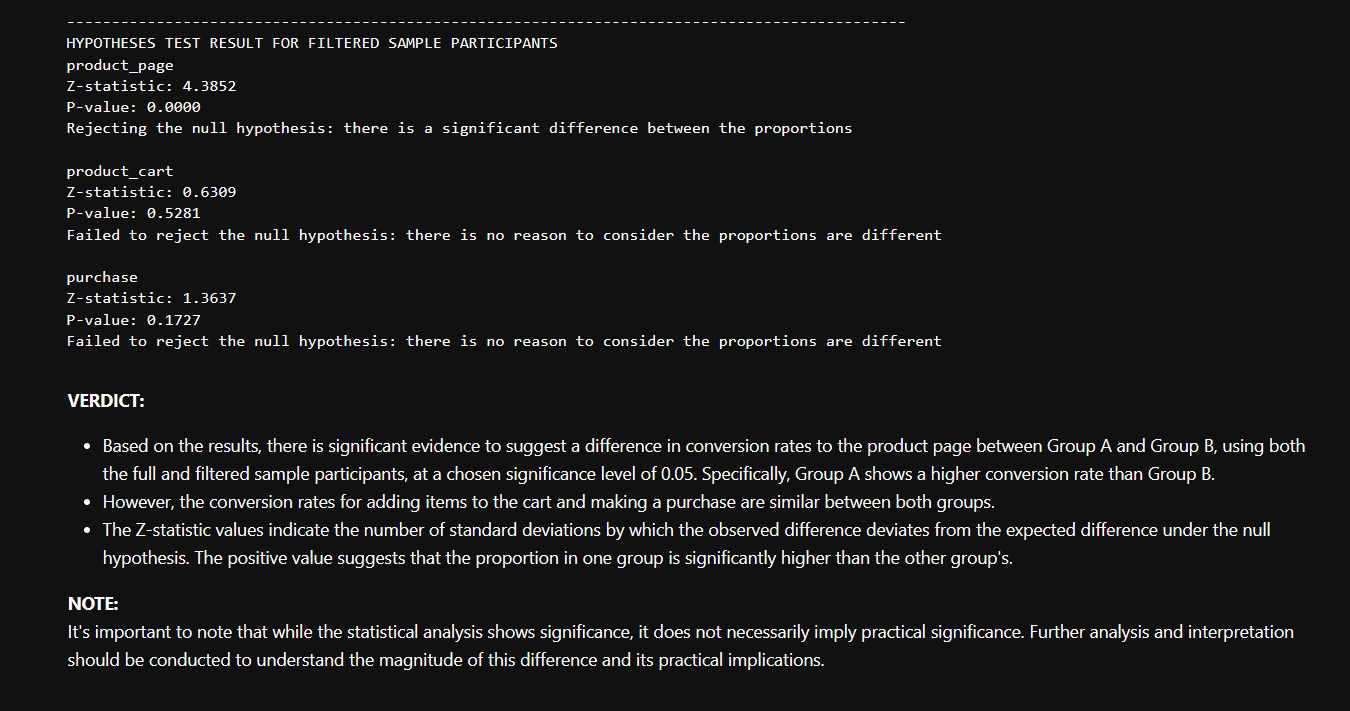 ----------------------------------------------------------------------------------------------
HYPOTHESES TEST RESULT FOR FILTERED SAMPLE PARTICIPANTS
product_page
Z-statistic: 4.3852
P-value: 0.0000
Rejecting the null hypothesis: there is a significant difference between the proportions
product_cart
Z-statistic: 0.6309
P-value: 0.5281
Failed to reject the null hypothesis: there is no reason to consider the proportions are different
purchase
Z-statistic: 1.3637
P-value: 0.1727
Failed to reject the null hypothesis: there is no reason to consider the proportions are different
VERDICT:
• Based on the results, there is significant evidence to suggest a difference in conversion rates to the product page between Group A and Group B, using both
the full and filtered sample participants, at a chosen significance level of 0.05. Specifically, Group A shows a higher conversion rate than Group B.
• However, the conversion rates for adding items to the cart and making a purchase are similar between both groups.
• The Z-statistic values indicate the number of standard deviations by which the observed difference deviates from the expected difference under the null
hypothesis. The positive value suggests that the proportion in one group is significantly higher than the other group's.
NOTE:
It's important to note that while the statistical analysis shows significance, it does not necessarily imply practical significance. Further analysis and interpretation
should be conducted to understand the magnitude of this difference and its practical implications.